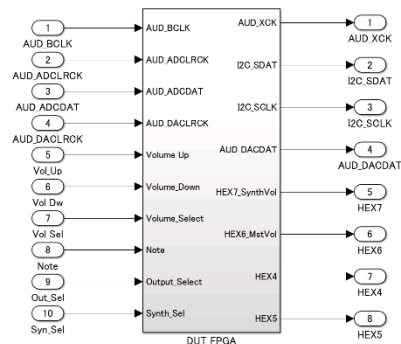 1
AUD_BCLK
2
AUD_ADCLRCK
3
AUD_ADCDAT
4
AUD_DACLRCK
5
Vol_Up
6
Vol Dw
7
Vol Sel
8
Note
9
Out_Sel
10
Syn_Sel
AUD_BCLK
AUD_ADCLRCK
AUD_ADCDAT
AUD_DACLRCK
Volume Up
Volume_Down
Volume_Select
Note
Output_Select
Synth_Sel
AUD_XCK
I2C_SDAT
I2C_SCLK
AUD DACDAT
HEX7_SynthVol
HEX6_MstVol
HEX4
HEX5
DUT FPGA
1
AUD_XCK
2
I2C_SDAT
3
I2C_SCLK
4
AUD_DACDAT
5
HEX7
6
HEX6
7
HEX4
8
HEX5